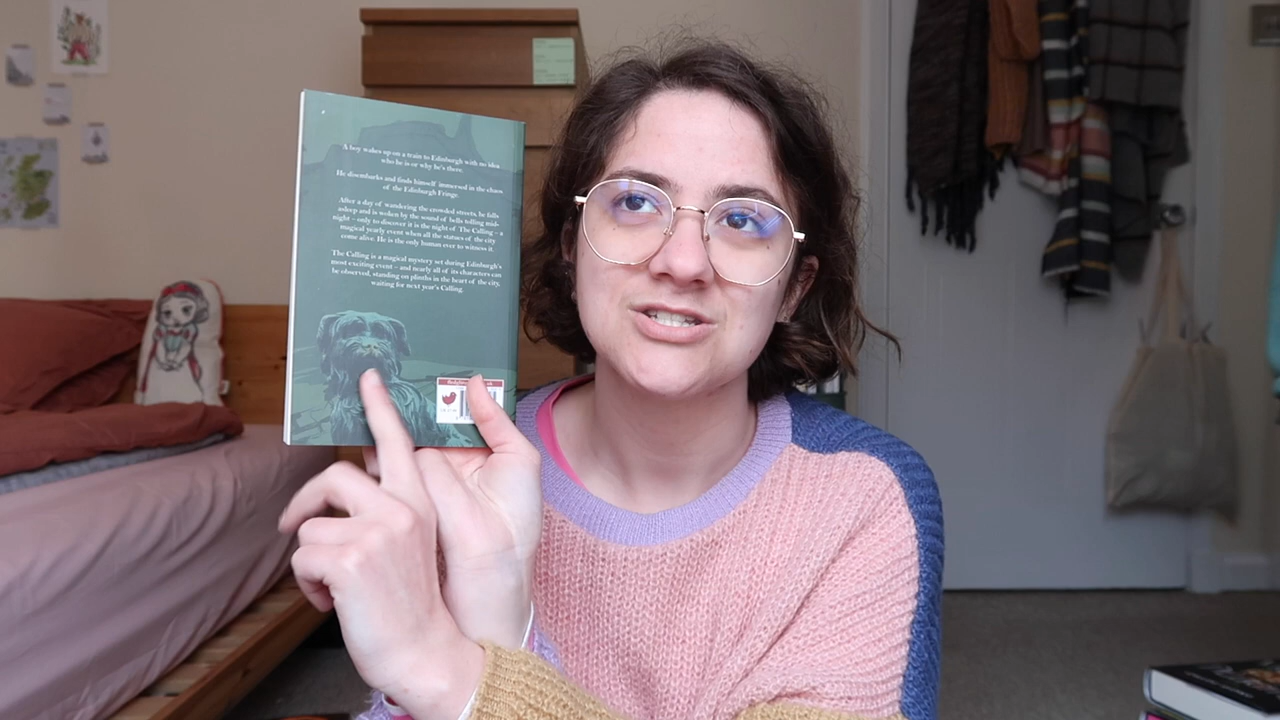 A boy wakes up on a train to Edinburgh with no idea
who he is or why he's there.
He disembarks and finds himself immersed in the chaos
of the Edinburgh Fringe.
After a day of wandering the crowded streets, he falls
asleep and is woken by the sound of bells tolling mid-
night – only to discover it is the night of The Calling – a
magical yearly event when all the statues of the city
come alive. He is the only human ever to witness it.
The Calling is a magical mystery set during Edinburgh's
most exciting event – and nearly all of its characters can
be observed, standing on plinths in the heart of the city,
waiting for next year's Calling.